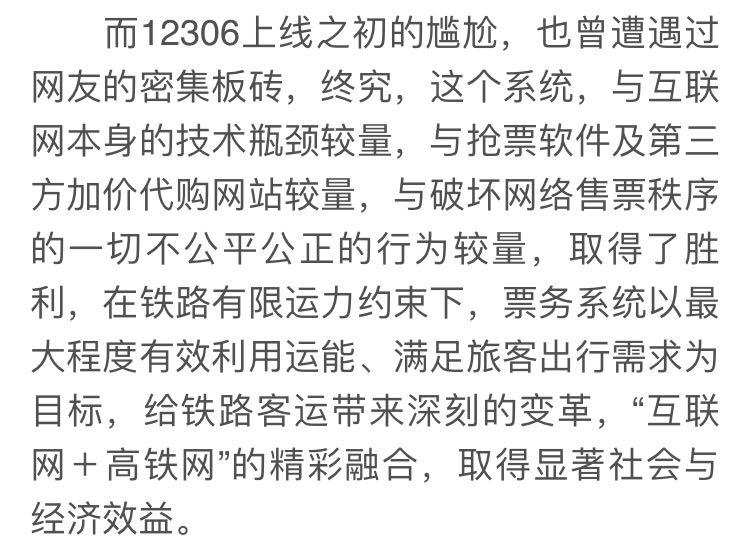 而12306上线之初的尴尬，也曾遭遇过
网友的密集板砖，终究，这个系统，与互联
网本身的技术瓶颈较量，与抢票软件及第三
方加价代购网站较量，与破坏网络售票秩序
的一切不公平公正的行为较量，取得了胜
利，在铁路有限运力约束下，票务系统以最
大程度有效利用运能、满足旅客出行需求为
目标，给铁路客运带来深刻的变革，“互联
网＋高铁网”的精彩融合，取得显著社会与
经济效益。